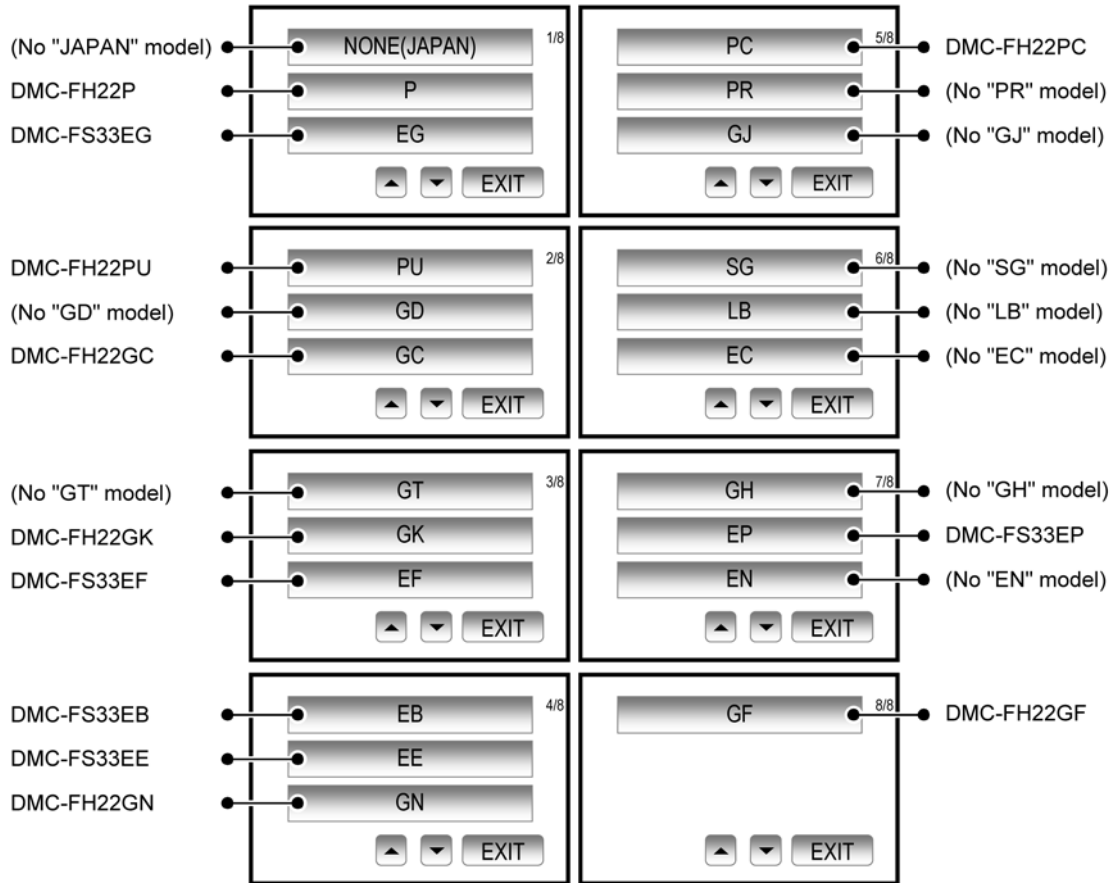 (No "JAPAN" model) NONE(JAPAN) 1/8
DMC-FH22P P
DMC-FS33EG EG
EXIT
PC 5/8 DMC-FH22PC
PR (No "PR" model)
GJ (No "GJ" model)
EXIT
DMC-FH22PU PU 2/8
(No "GD" model) GD
DMC-FH22GC GC
EXIT
SG 6/8 (No "SG" model)
LB (No "LB" model)
EC (No "EC" model)
EXIT
(No "GT" model) GT 3/8
DMC-FH22GK GK
DMC-FS33EF EF
EXIT
GH 7/8 (No "GH" model)
EP DMC-FS33EP
EN (No "EN" model)
EXIT
DMC-FS33EB EB 4/8
DMC-FS33EE EE
DMC-FH22GN GN
EXIT
GF 8/8 DMC-FH22GF
EXIT